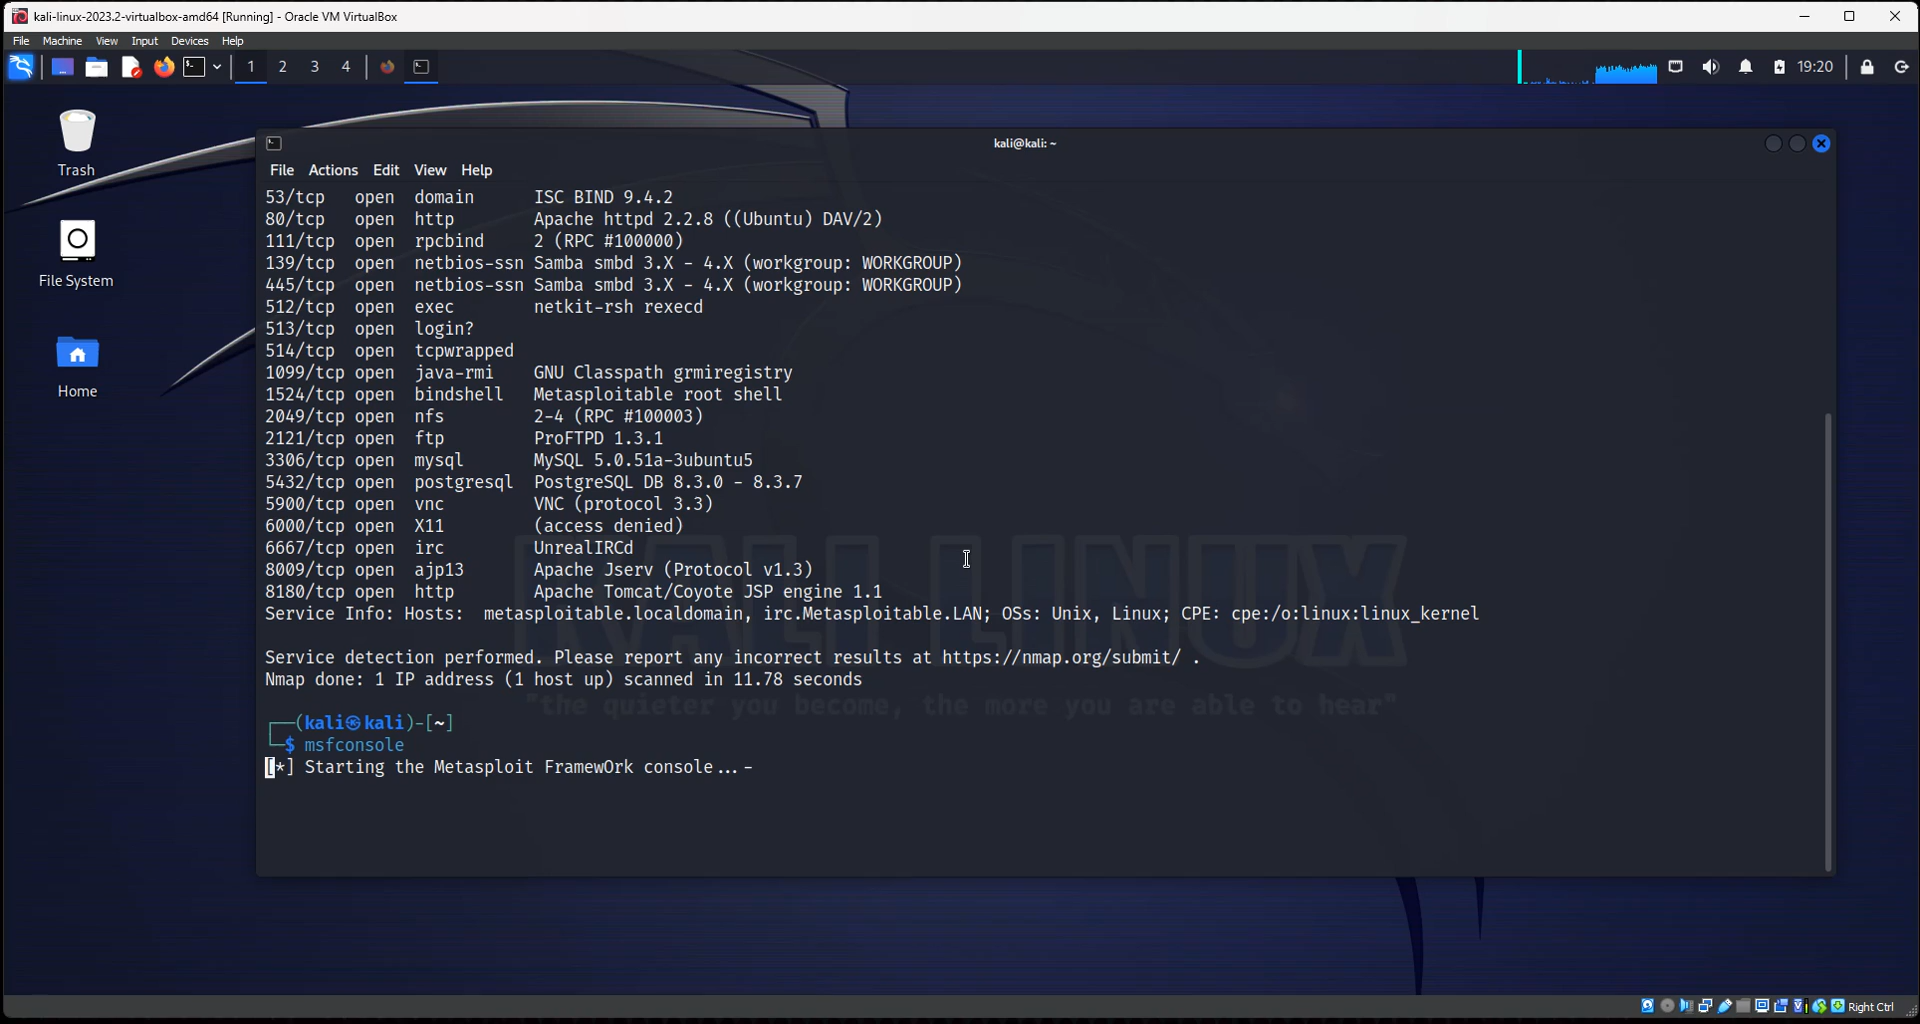 kali-linux-2023.2-virtualbox-amd64 [Running] - Oracle VM VirtualBox
File Machine View Input Devices Help
1 2 3 4 19:20
Trash
File System
Home
kali@kali: ~
File Actions Edit View Help
53/tcp open domain ISC BIND 9.4.2
80/tcp open http Apache httpd 2.2.8 ((Ubuntu) DAV/2)
111/tcp open rpcbind 2 (RPC #100000)
139/tcp open netbios-ssn Samba smbd 3.X - 4.X (workgroup: WORKGROUP)
445/tcp open netbios-ssn Samba smbd 3.X - 4.X (workgroup: WORKGROUP)
512/tcp open exec netkit-rsh rexecd
513/tcp open login?
514/tcp open tcpwrapped
1099/tcp open java-rmi GNU Classpath grmiregistry
1524/tcp open bindshell Metasploitable root shell
2049/tcp open nfs 2-4 (RPC #100003)
2121/tcp open ftp ProFTPD 1.3.1
3306/tcp open mysql MySQL 5.0.51a-3ubuntu5
5432/tcp open postgresql PostgreSQL DB 8.3.0 - 8.3.7
5900/tcp open vnc VNC (protocol 3.3)
6000/tcp open X11 (access denied)
6667/tcp open irc UnrealIRCd
8009/tcp open ajp13 Apache Jserv (Protocol v1.3)
8180/tcp open http Apache Tomcat/Coyote JSP engine 1.1
Service Info: Hosts: metasploitable.localdomain, irc.Metasploitable.LAN; OSs: Unix, Linux; CPE: cpe:/o:linux:linux_kernel
Service detection performed. Please report any incorrect results at https://nmap.org/submit/ .
Nmap done: 1 IP address (1 host up) scanned in 11.78 seconds
┌──(kali㉿kali)-[~]
└─$ msfconsole
[*] Starting the Metasploit FramewOrk console...-
KALI LINUX
"the quieter you become, the more you are able to hear"
Right Ctrl